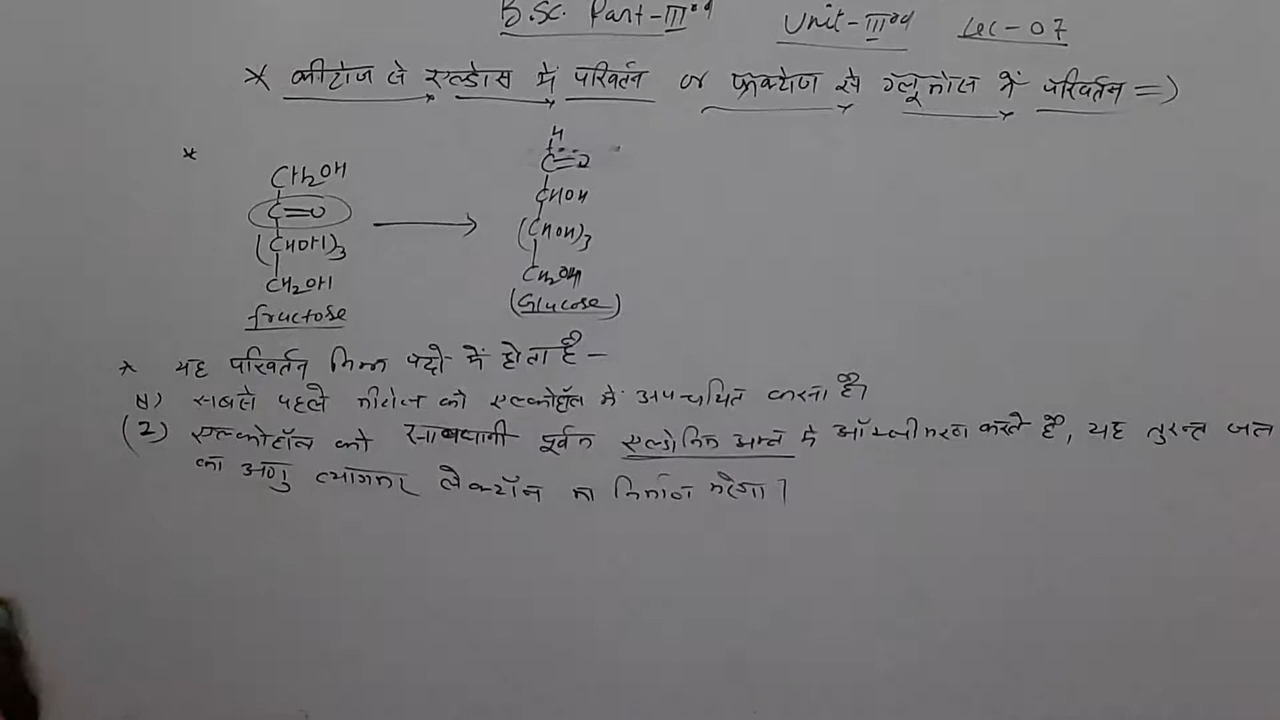 B.Sc. Part-IIIrd Unit-IIIrd Lec-07
* कीटोज से एल्डोस में परिवर्तन or फ्रक्टोज से ग्लूकोस में परिवर्तन =>
*
CH2OH
C=O
(CHOH)3
CH2OH
fructose
H
C=O
CHOH
(CHOH)3
CH2OH
(Glucose)
* यह परिवर्तन निम्न पदों में होता है -
(1) सबसे पहले कीटोज को एल्कोहॉल में अपचयित करता है।
(2) एल्कोहॉल को सावधानी पूर्वक एल्डोनिक अम्ल में ऑक्सीकरण करते है, यह तुरन्त जल
का अणु त्यागकर लेक्टॉन का निर्माण करेगा।